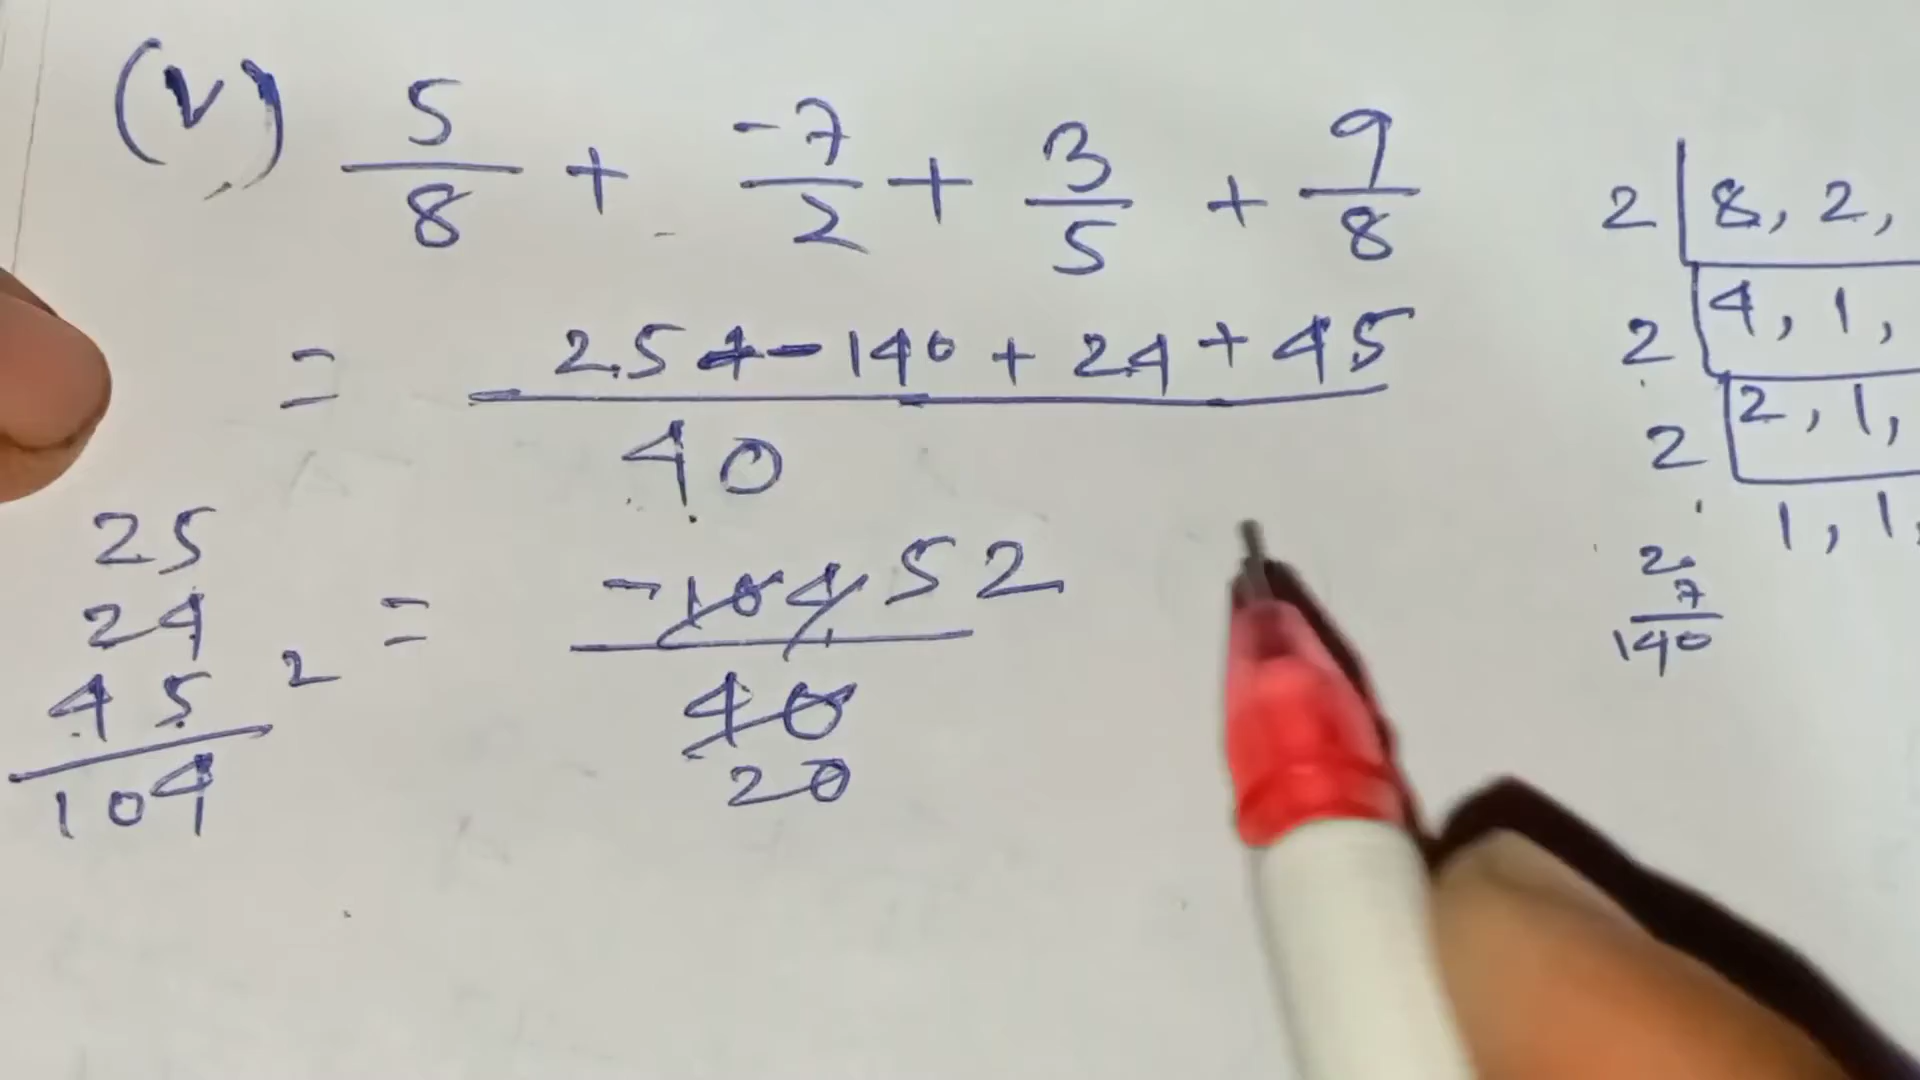 (V) 5/8 + -7/2 + 3/5 + 9/8
= 25 + - 140 + 24 + 45 / 40
= -104 52 / 40 20
25
24
45 2
104
2 | 8, 2,
2 | 4, 1,
2 | 2, 1,
1, 1,
20
7
140